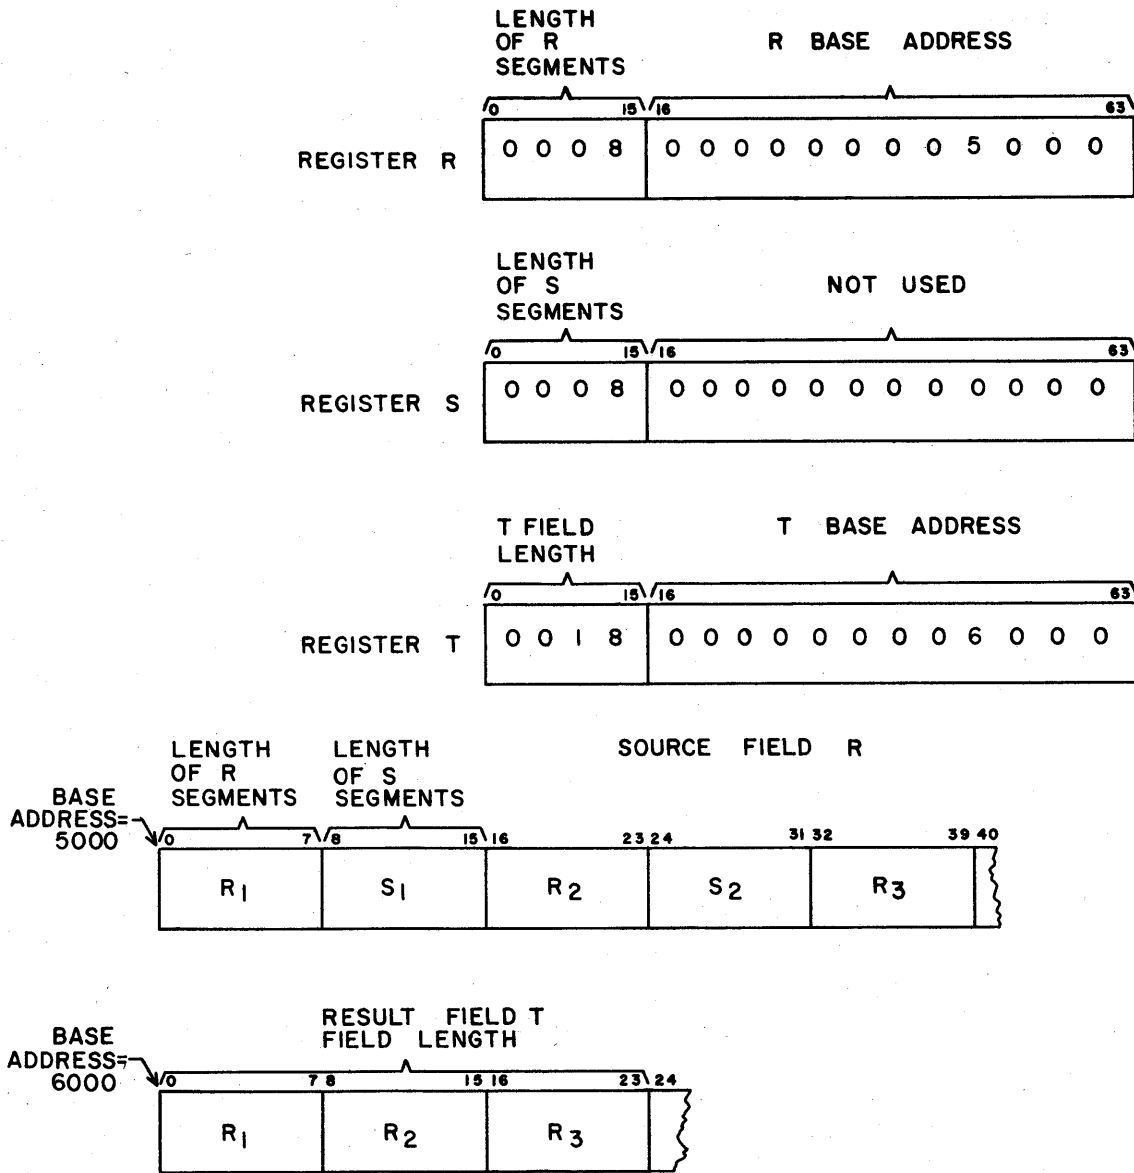 LENGTH
OF R
SEGMENTS
R BASE ADDRESS
0 15 16 63
REGISTER R
0 0 0 8 0 0 0 0 0 0 0 0 5 0 0 0
LENGTH
OF S
SEGMENTS
NOT USED
0 15 16 63
REGISTER S
0 0 0 8 0 0 0 0 0 0 0 0 0 0 0 0
T FIELD
LENGTH
T BASE ADDRESS
0 15 16 63
REGISTER T
0 0 1 8 0 0 0 0 0 0 0 0 6 0 0 0
LENGTH
OF R
SEGMENTS
LENGTH
OF S
SEGMENTS
SOURCE FIELD R
BASE
ADDRESS=
5000
0 7 8 15 16 23 24 31 32 39 40
R1 S1 R2 S2 R3
RESULT FIELD T
FIELD LENGTH
BASE
ADDRESS=
6000
0 7 8 15 16 23 24
R1 R2 R3